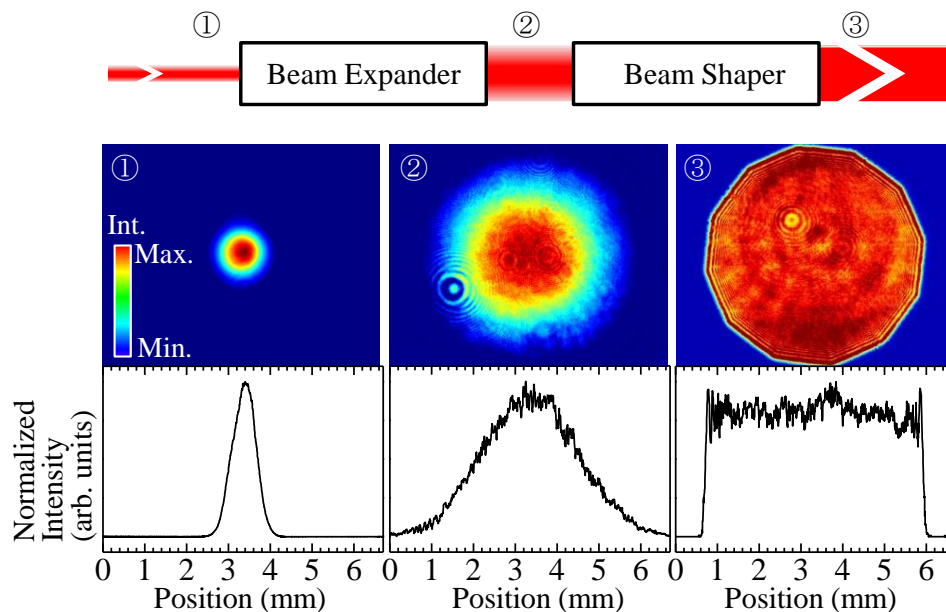 ① ② ③
Beam Expander Beam Shaper
① ② ③
Int.
Max.
Min.
Normalized
Intensity
(arb. units)
0 1 2 3 4 5 6 0 1 2 3 4 5 6 0 1 2 3 4 5 6
Position (mm) Position (mm) Position (mm)